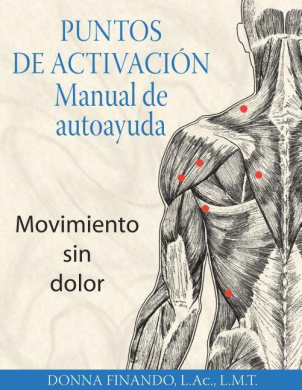 PUNTOS
DE ACTIVACIÓN
Manual de
autoayuda
Movimiento
sin
dolor
DONNA FINANDO, L.Ac., L.M.T.